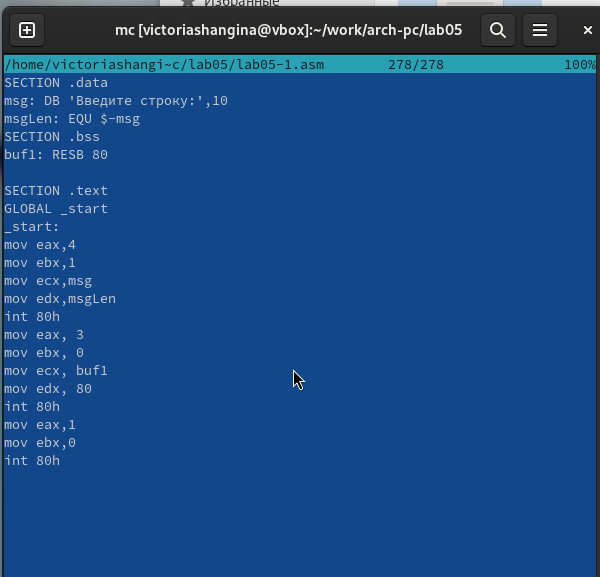 Избранные
mc [victoriashangina@vbox]:~/work/arch-pc/lab05
/home/victoriashangi~c/lab05/lab05-1.asm 278/278 100%
SECTION .data
msg: DB 'Введите строку:',10
msgLen: EQU $-msg
SECTION .bss
buf1: RESB 80
SECTION .text
GLOBAL _start
_start:
mov eax,4
mov ebx,1
mov ecx,msg
mov edx,msgLen
int 80h
mov eax, 3
mov ebx, 0
mov ecx, buf1
mov edx, 80
int 80h
mov eax,1
mov ebx,0
int 80h